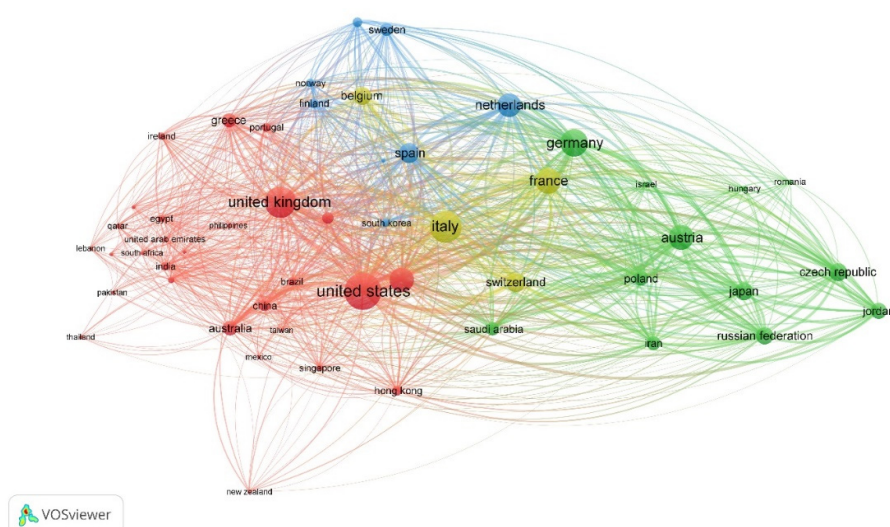 sweden
norway
belgium
finland
netherlands
greece
portugal
ireland
germany
spain
france
israel
hungary
romania
united kingdom
qatar
egypt
philippines
south korea
italy
austria
lebanon
united arab emirates
south africa
india
czech republic
poland
brazil
switzerland
pakistan
united states
japan
china
jordan
australia
taiwan
saudi arabia
russian federation
thailand
iran
mexico
singapore
hong kong
new zealand
VOSviewer